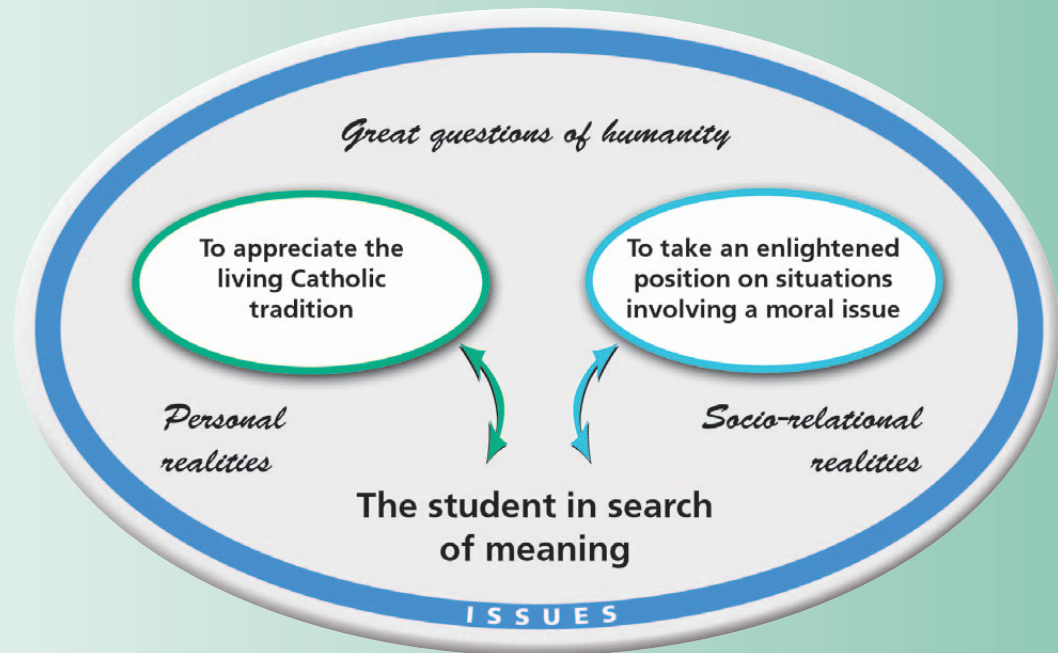 Great questions of humanity
To appreciate the
living Catholic
tradition
To take an enlightened
position on situations
involving a moral issue
Personal
realities
Socio-relational
realities
The student in search
of meaning
ISSUES